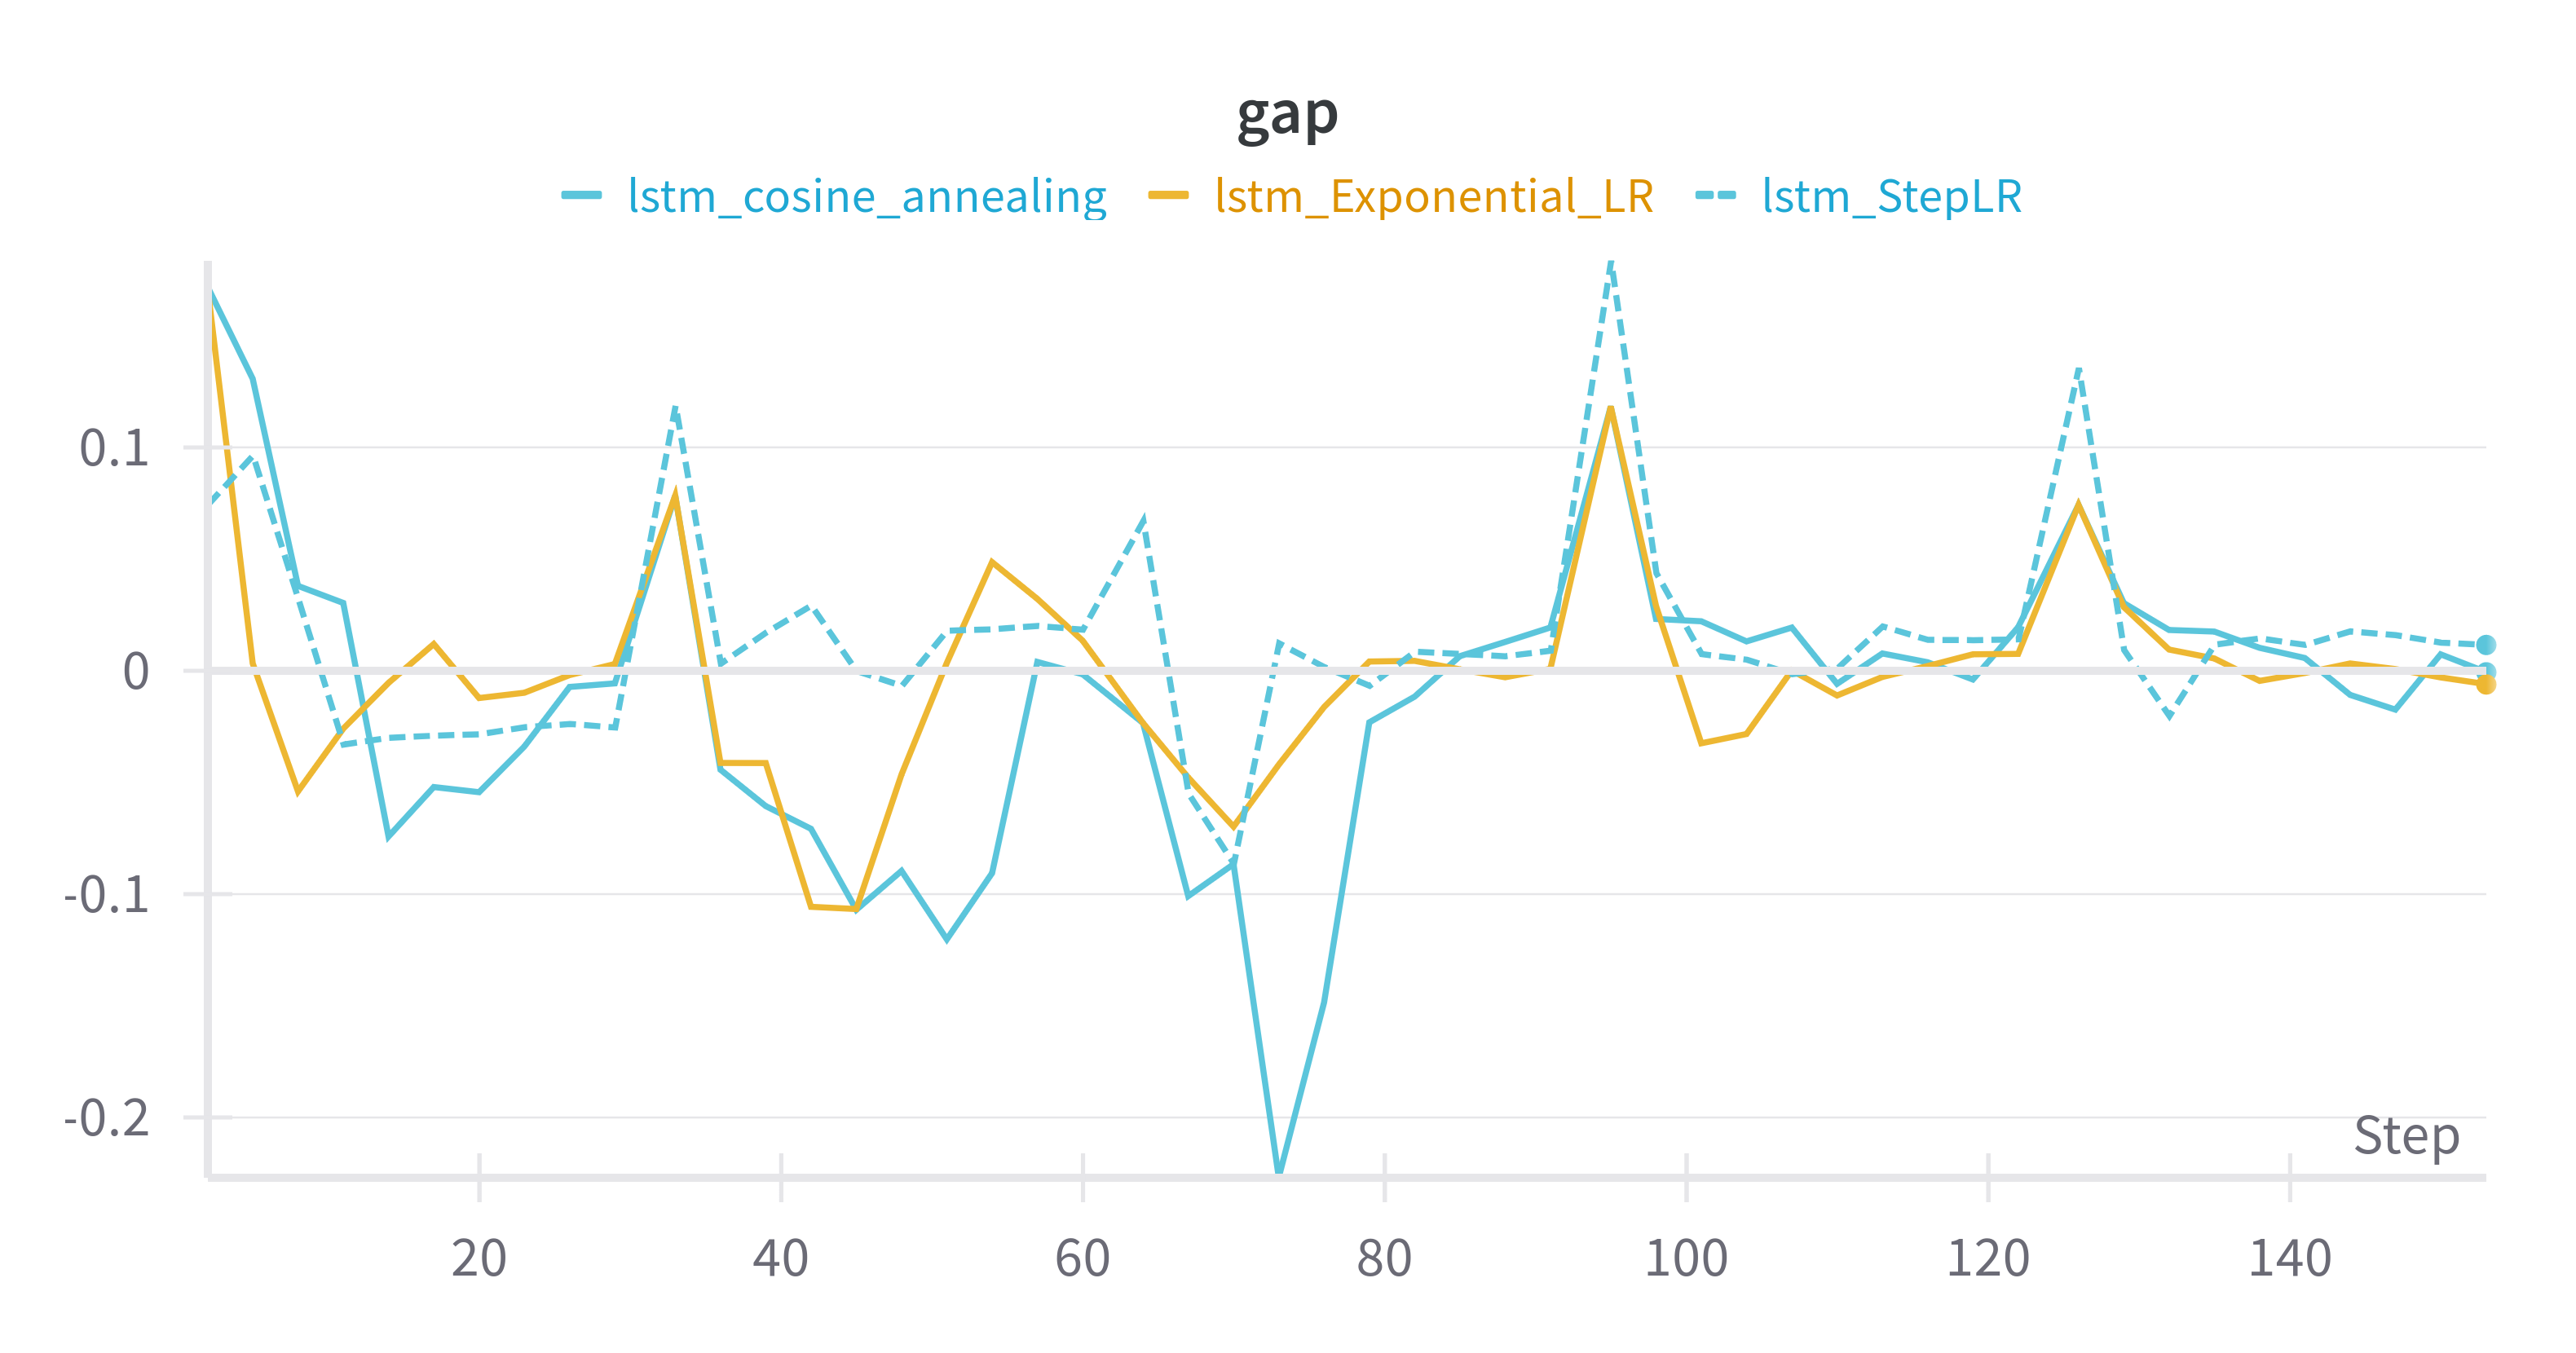 gap
lstm_cosine_annealing lstm_Exponential_LR lstm_StepLR
0.1
0
-0.1
-0.2
Step
20 40 60 80 100 120 140